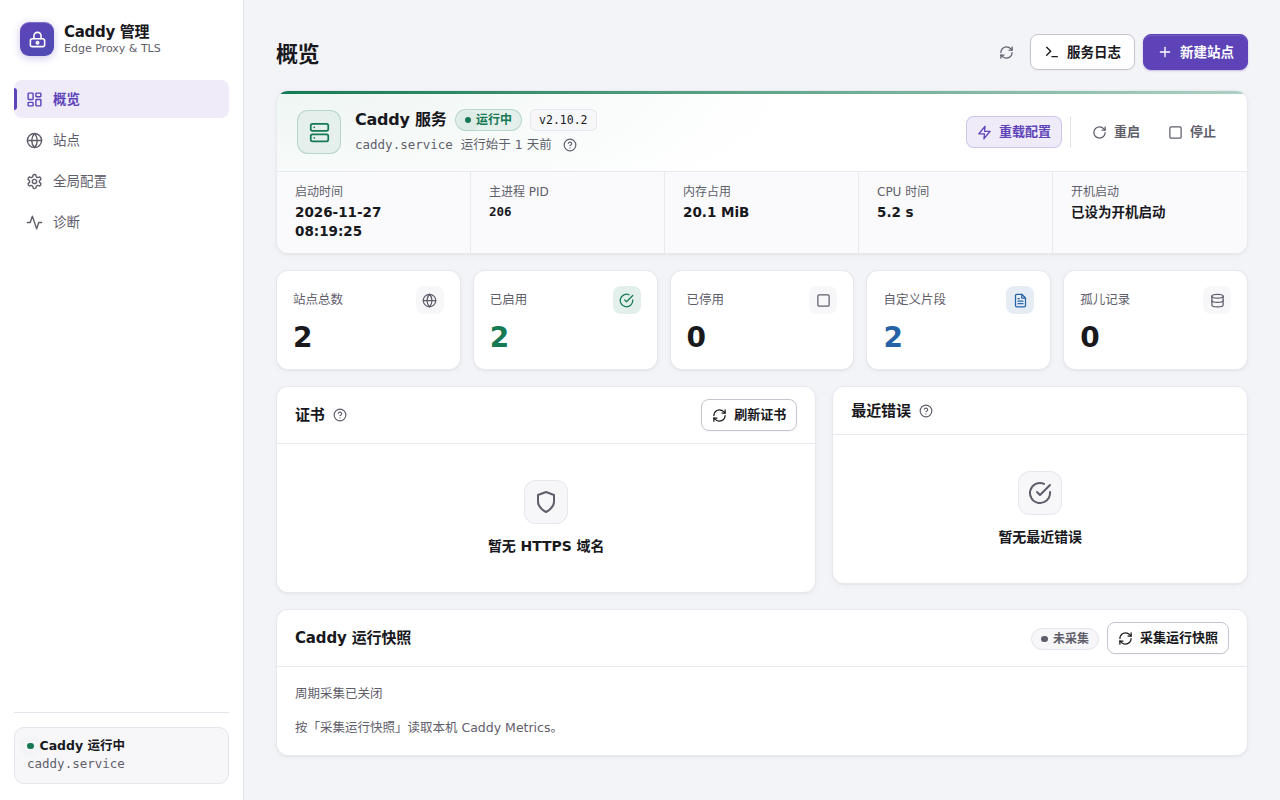 Caddy 管理
Edge Proxy & TLS
概览
站点
全局配置
诊断
Caddy 运行中
caddy.service
概览
服务日志
新建站点
Caddy 服务
运行中
v2.10.2
caddy.service 运行始于 1 天前
重载配置
重启
停止
启动时间
2026-11-27
08:19:25
主进程 PID
206
内存占用
20.1 MiB
CPU 时间
5.2 s
开机启动
已设为开机启动
站点总数
2
已启用
2
已停用
0
自定义片段
2
孤儿记录
0
证书
刷新证书
暂无 HTTPS 域名
最近错误
暂无最近错误
Caddy 运行快照
未采集
采集运行快照
周期采集已关闭
按「采集运行快照」读取本机 Caddy Metrics。